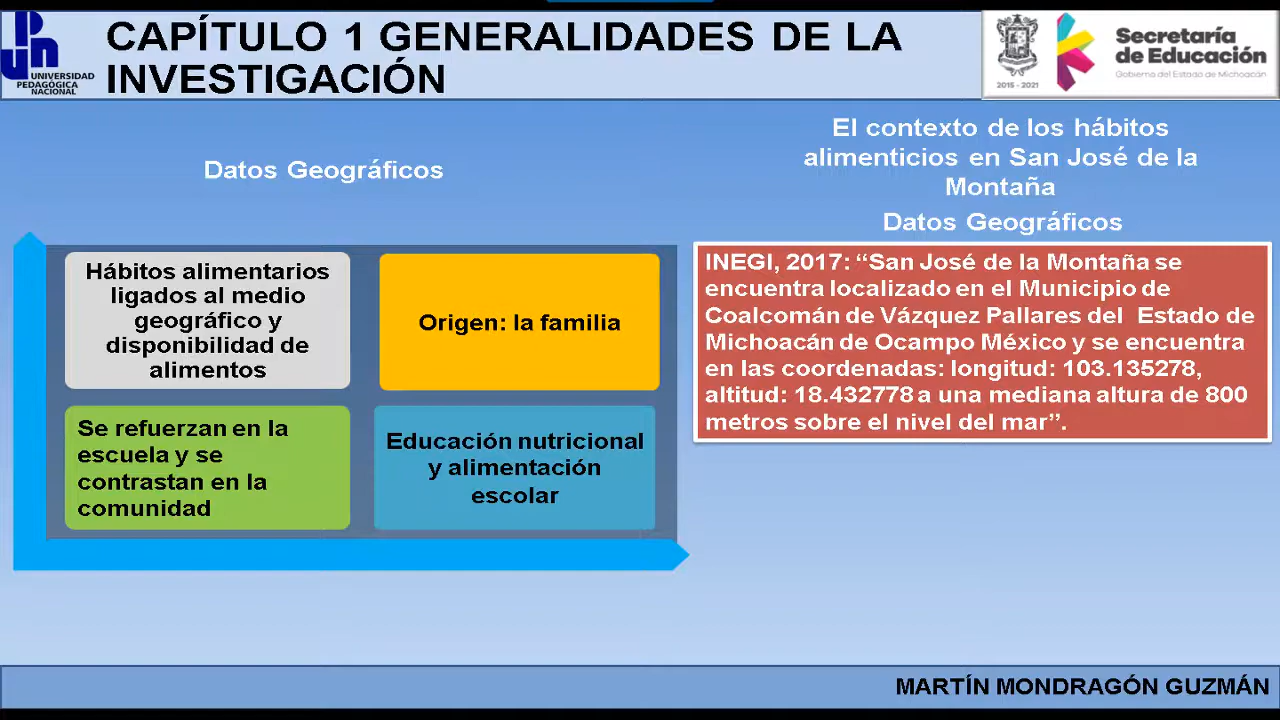 CAPÍTULO 1 GENERALIDADES DE LA
INVESTIGACIÓN
UNIVERSIDAD
PEDAGÓGICA
NACIONAL
2015 - 2021
Secretaría
de Educación
Gobierno del Estado de Michoacán
Datos Geográficos
Hábitos alimentarios
ligados al medio
geográfico y
disponibilidad de
alimentos
Origen: la familia
Se refuerzan en la
escuela y se
contrastan en la
comunidad
Educación nutricional
y alimentación
escolar
El contexto de los hábitos
alimenticios en San José de la
Montaña
Datos Geográficos
INEGI, 2017: “San José de la Montaña se
encuentra localizado en el Municipio de
Coalcomán de Vázquez Pallares del Estado de
Michoacán de Ocampo México y se encuentra
en las coordenadas: longitud: 103.135278,
altitud: 18.432778 a una mediana altura de 800
metros sobre el nivel del mar”.
MARTÍN MONDRAGÓN GUZMÁN